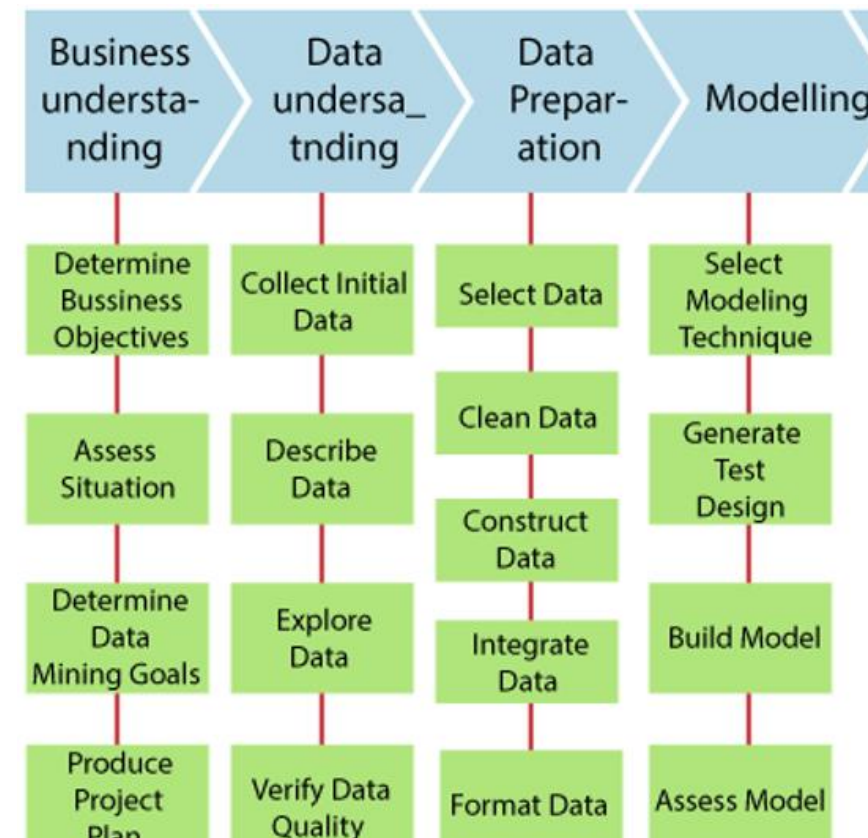 Business
understa-
nding
Data
undersa_
tnding
Data
Prepar-
ation
Modelling
Determine
Bussiness
Objectives
Assess
Situation
Determine
Data
Mining Goals
Produce
Project
Plan
Collect Initial
Data
Describe
Data
Explore
Data
Verify Data
Quality
Select Data
Clean Data
Construct
Data
Integrate
Data
Format Data
Select
Modeling
Technique
Generate
Test
Design
Build Model
Assess Model